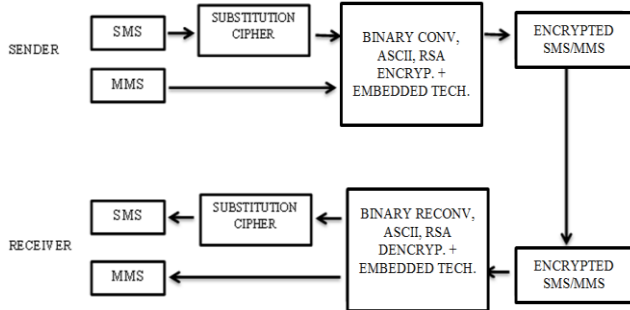 SENDER
SMS
SUBSTITUTION
CIPHER
MMS
BINARY CONV,
ASCII, RSA
ENCRYP. +
EMBEDDED TECH.
ENCRYPTED
SMS/MMS
RECEIVER
SMS
SUBSTITUTION
CIPHER
MMS
BINARY RECONV,
ASCII, RSA
DENCRYP. +
EMBEDDED TECH.
ENCRYPTED
SMS/MMS